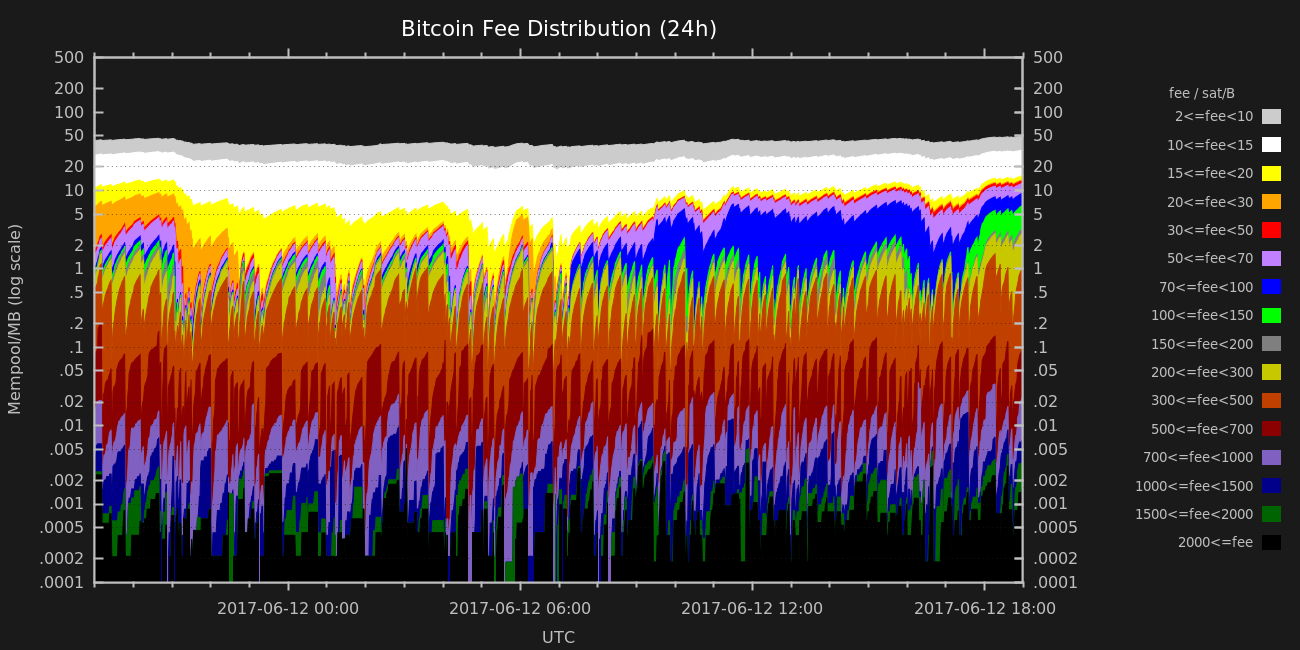 Bitcoin Fee Distribution (24h)
500
200
100
50
20
10
5
2
1
.5
.2
.1
.05
.02
.01
.005
.002
.001
.0005
.0002
.0001
Mempool/MB (log scale)
500
200
100
50
20
10
5
2
1
.5
.2
.1
.05
.02
.01
.005
.002
.001
.0005
.0002
.0001
2017-06-12 00:00
2017-06-12 06:00
2017-06-12 12:00
2017-06-12 18:00
UTC
fee / sat/B
2<=fee<10
10<=fee<15
15<=fee<20
20<=fee<30
30<=fee<50
50<=fee<70
70<=fee<100
100<=fee<150
150<=fee<200
200<=fee<300
300<=fee<500
500<=fee<700
700<=fee<1000
1000<=fee<1500
1500<=fee<2000
2000<=fee